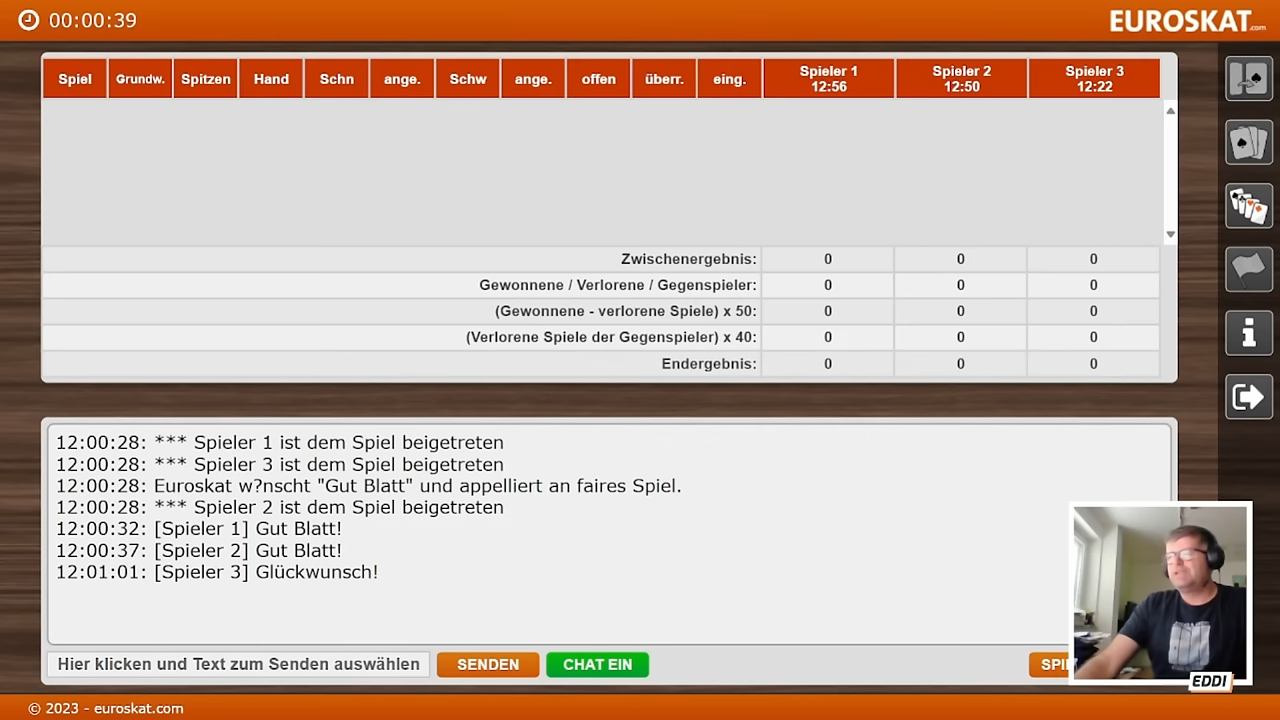 00:00:39
EUROSKAT.com
Spiel Grundw. Spitzen Hand Schn ange. Schw ange. offen überr. eing. Spieler 1 Spieler 2 Spieler 3
12:56 12:50 12:22
Zwischenergebnis: 0 0 0
Gewonnene / Verlorene / Gegenspieler: 0 0 0
(Gewonnene - verlorene Spiele) x 50: 0 0 0
(Verlorene Spiele der Gegenspieler) x 40: 0 0 0
Endergebnis: 0 0 0
12:00:28: *** Spieler 1 ist dem Spiel beigetreten
12:00:28: *** Spieler 3 ist dem Spiel beigetreten
12:00:28: Euroskat w?nscht "Gut Blatt" und appelliert an faires Spiel.
12:00:28: *** Spieler 2 ist dem Spiel beigetreten
12:00:32: [Spieler 1] Gut Blatt!
12:00:37: [Spieler 2] Gut Blatt!
12:01:01: [Spieler 3] Glückwunsch!
Hier klicken und Text zum Senden auswählen SENDEN CHAT EIN
EDDI
© 2023 - euroskat.com